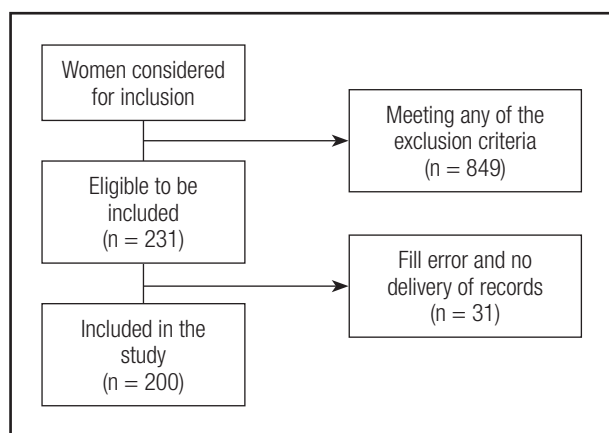 Women considered
for inclusion
Meeting any of the
exclusion criteria
(n = 849)
Eligible to be
included
(n = 231)
Fill error and no
delivery of records
(n = 31)
Included in the
study
(n = 200)